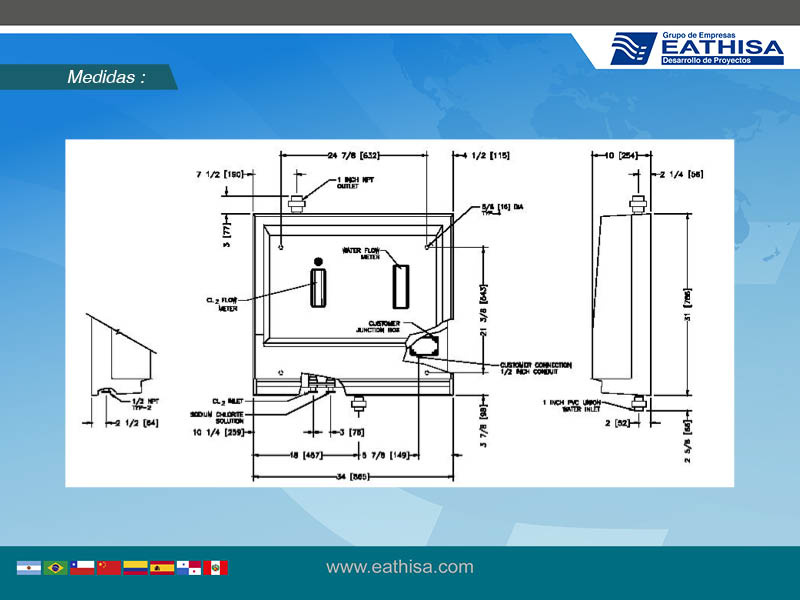 Grupo de Empresas
EATHISA
Desarrollo de Proyectos
Medidas :
24 7/8 [632]
4 1/2 [115]
10 [254]
7 1/2 [190]
1 INCH NPT
OUTLET
2 1/4 [56]
5/8 [16] DIA
TYP-4
3 [77]
WATER FLOW
METER
CL2 FLOW
METER
21 3/8 [543]
31 [786]
CUSTOMER
JUNCTION BOX
CUSTOMER CONNECTION
1/2 INCH CONDUIT
1/2 NPT
TYP-2
CL2 INLET
SODIUM CHLORITE
SOLUTION
1 INCH PVC UNION
WATER INLET
2 1/2 [64]
10 1/4 [259]
3 [78]
3 7/8 [98]
2 [52]
2 5/8 [68]
18 [457]
5 7/8 [149]
34 [865]
www.eathisa.com